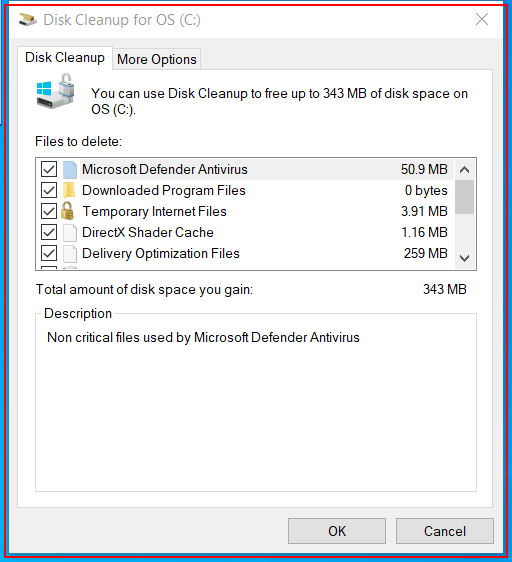 Disk Cleanup for OS (C:)
Disk Cleanup
More Options
You can use Disk Cleanup to free up to 343 MB of disk space on
OS (C:).
Files to delete:
Microsoft Defender Antivirus 50.9 MB
Downloaded Program Files 0 bytes
Temporary Internet Files 3.91 MB
DirectX Shader Cache 1.16 MB
Delivery Optimization Files 259 MB
Total amount of disk space you gain: 343 MB
Description
Non critical files used by Microsoft Defender Antivirus
OK
Cancel